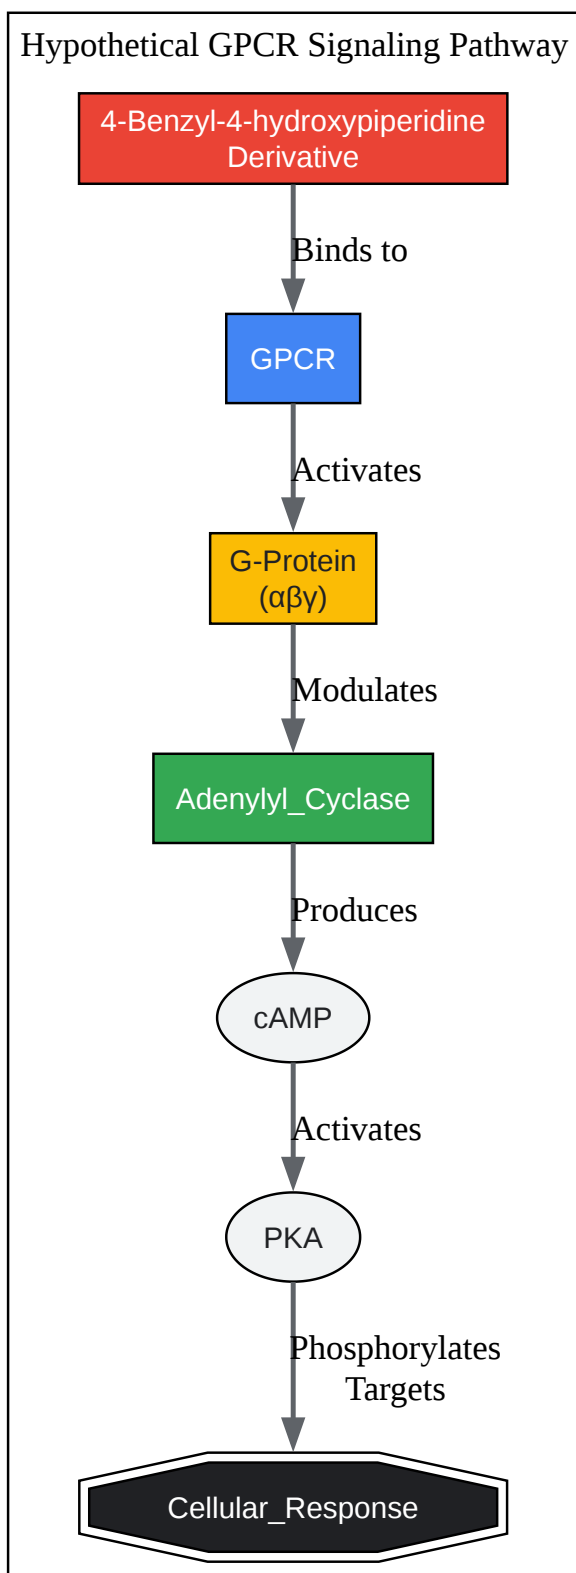 Hypothetical GPCR Signaling Pathway
4-Benzyl-4-hydroxypiperidine
Derivative
Binds to
GPCR
Activates
G-Protein
(αβγ)
Modulates
Adenylyl_Cyclase
Produces
cAMP
Activates
PKA
Phosphorylates
Targets
Cellular_Response